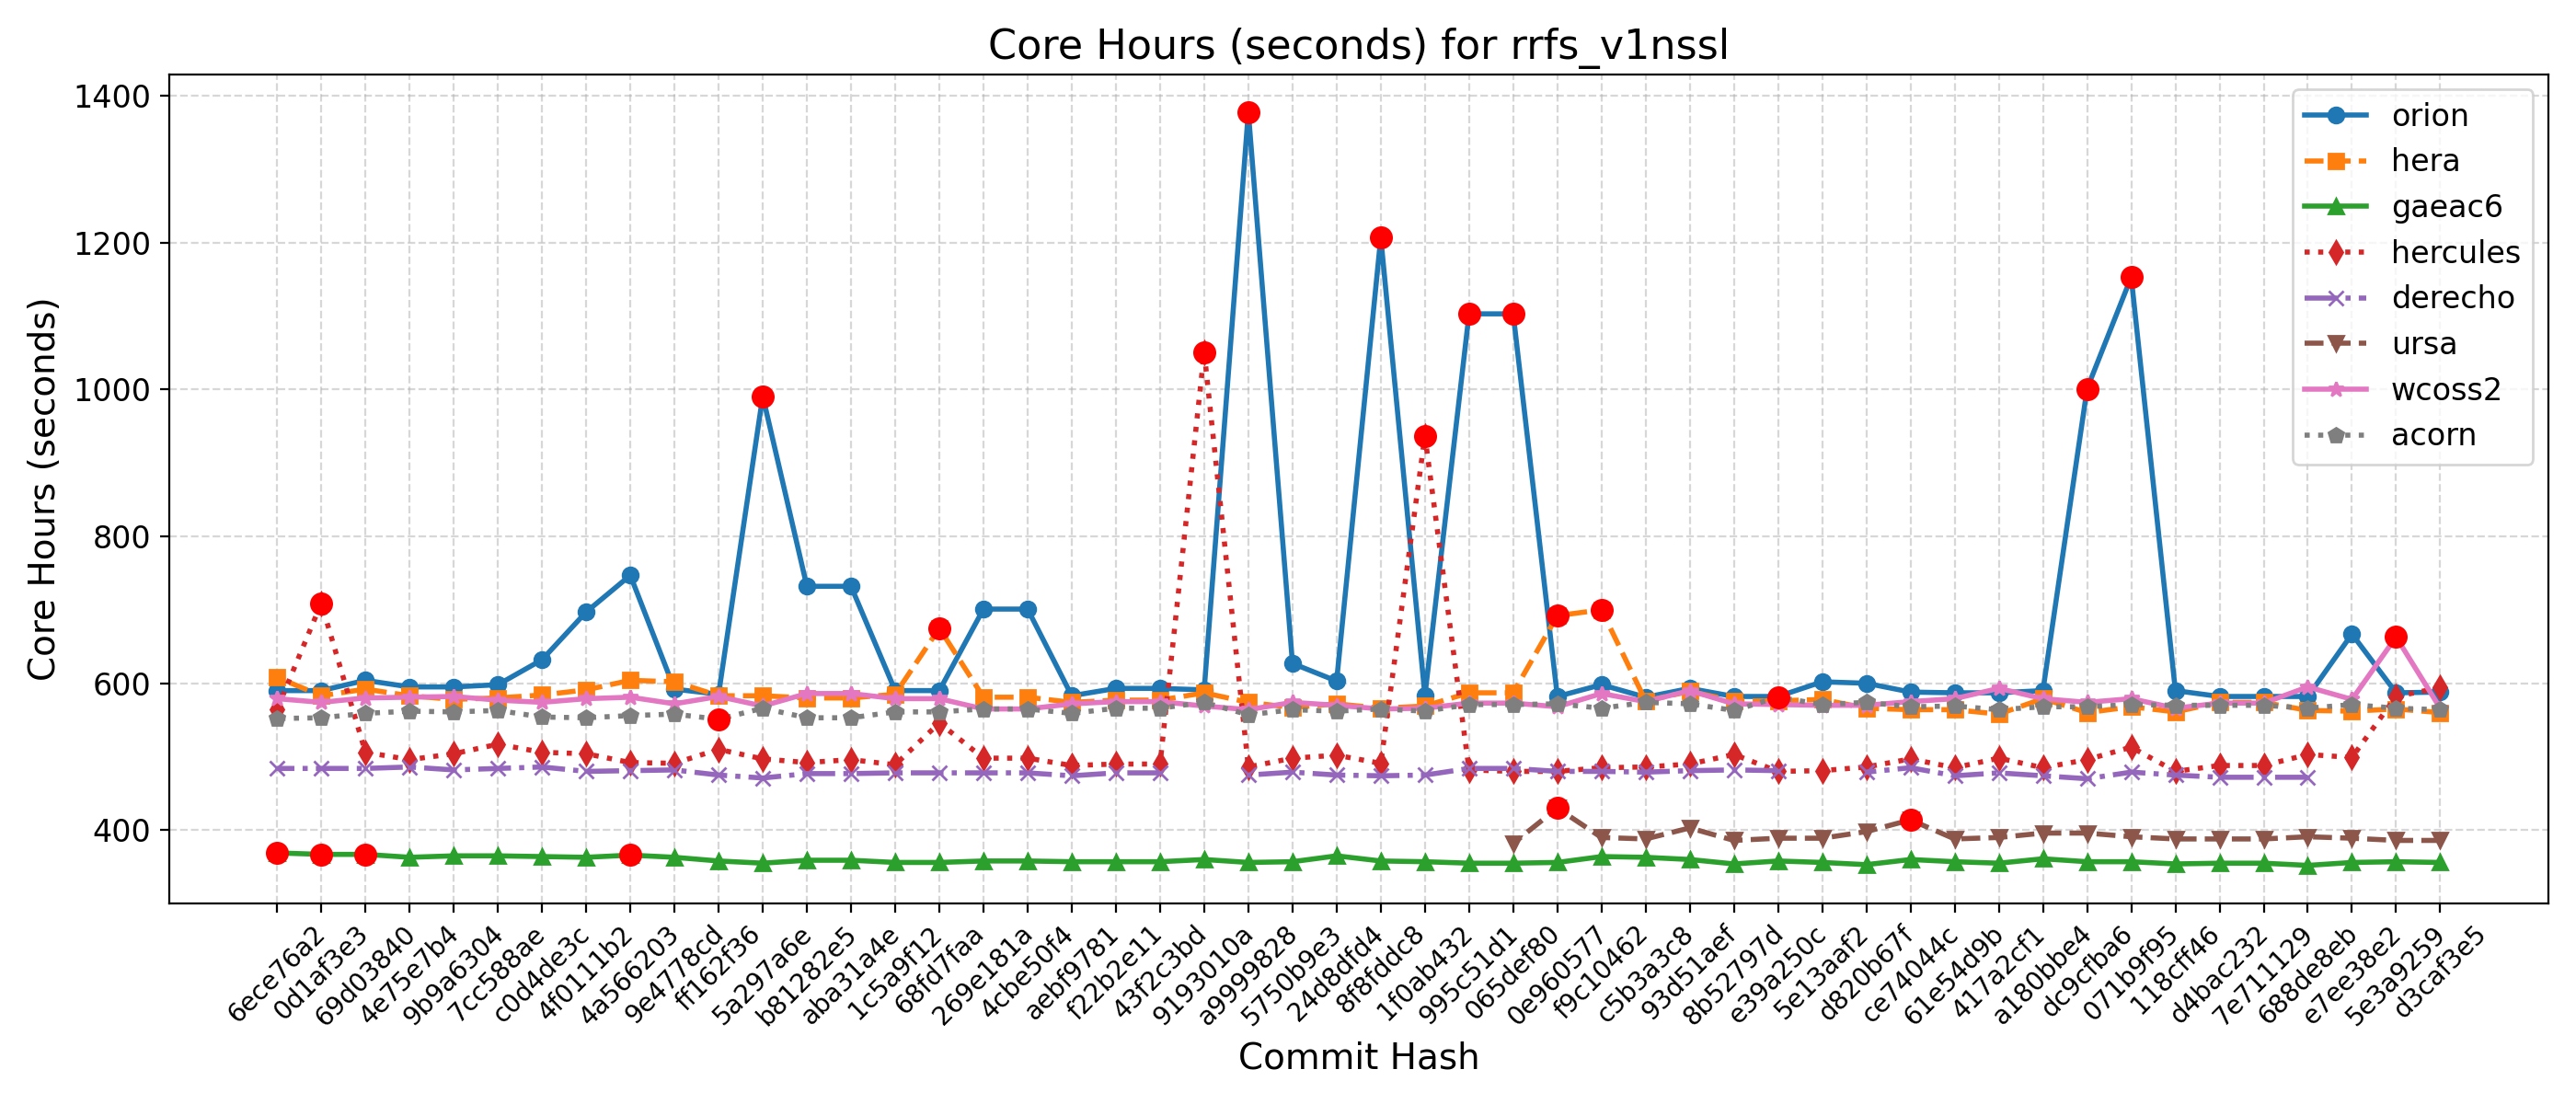 Core Hours (seconds) for rrfs_v1nssl
Core Hours (seconds)
1400
1200
1000
800
600
400
orion
hera
gaeac6
hercules
derecho
ursa
wcoss2
acorn
6ece76a2
0d1af3e3
69d03840
4e75e7b4
9b9a6304
7cc588ae
c0d4de3c
4f0111b2
4a566203
9e4778cd
ff162f36
5a297a6e
b81282e5
aba31a4e
1c5a9f12
68fd7faa
269e181a
4cbe50f4
aebf9781
f22b2e11
43f2c3bd
9193010a
a9999828
5750b9e3
24d8dfd4
8f8fddc8
1f0ab432
995c51d1
065def80
0e960577
f9c10462
c5b3a3c8
93d51aef
8b52797d
e39a250c
5e13aaf2
d820b67f
ce74044c
61e54d9b
417a2cf1
a180bbe4
dc9cfba6
071b9f95
118cff46
d4bac232
7e711129
688de8eb
e7ee38e2
5e3a9259
d3caf3e5
Commit Hash